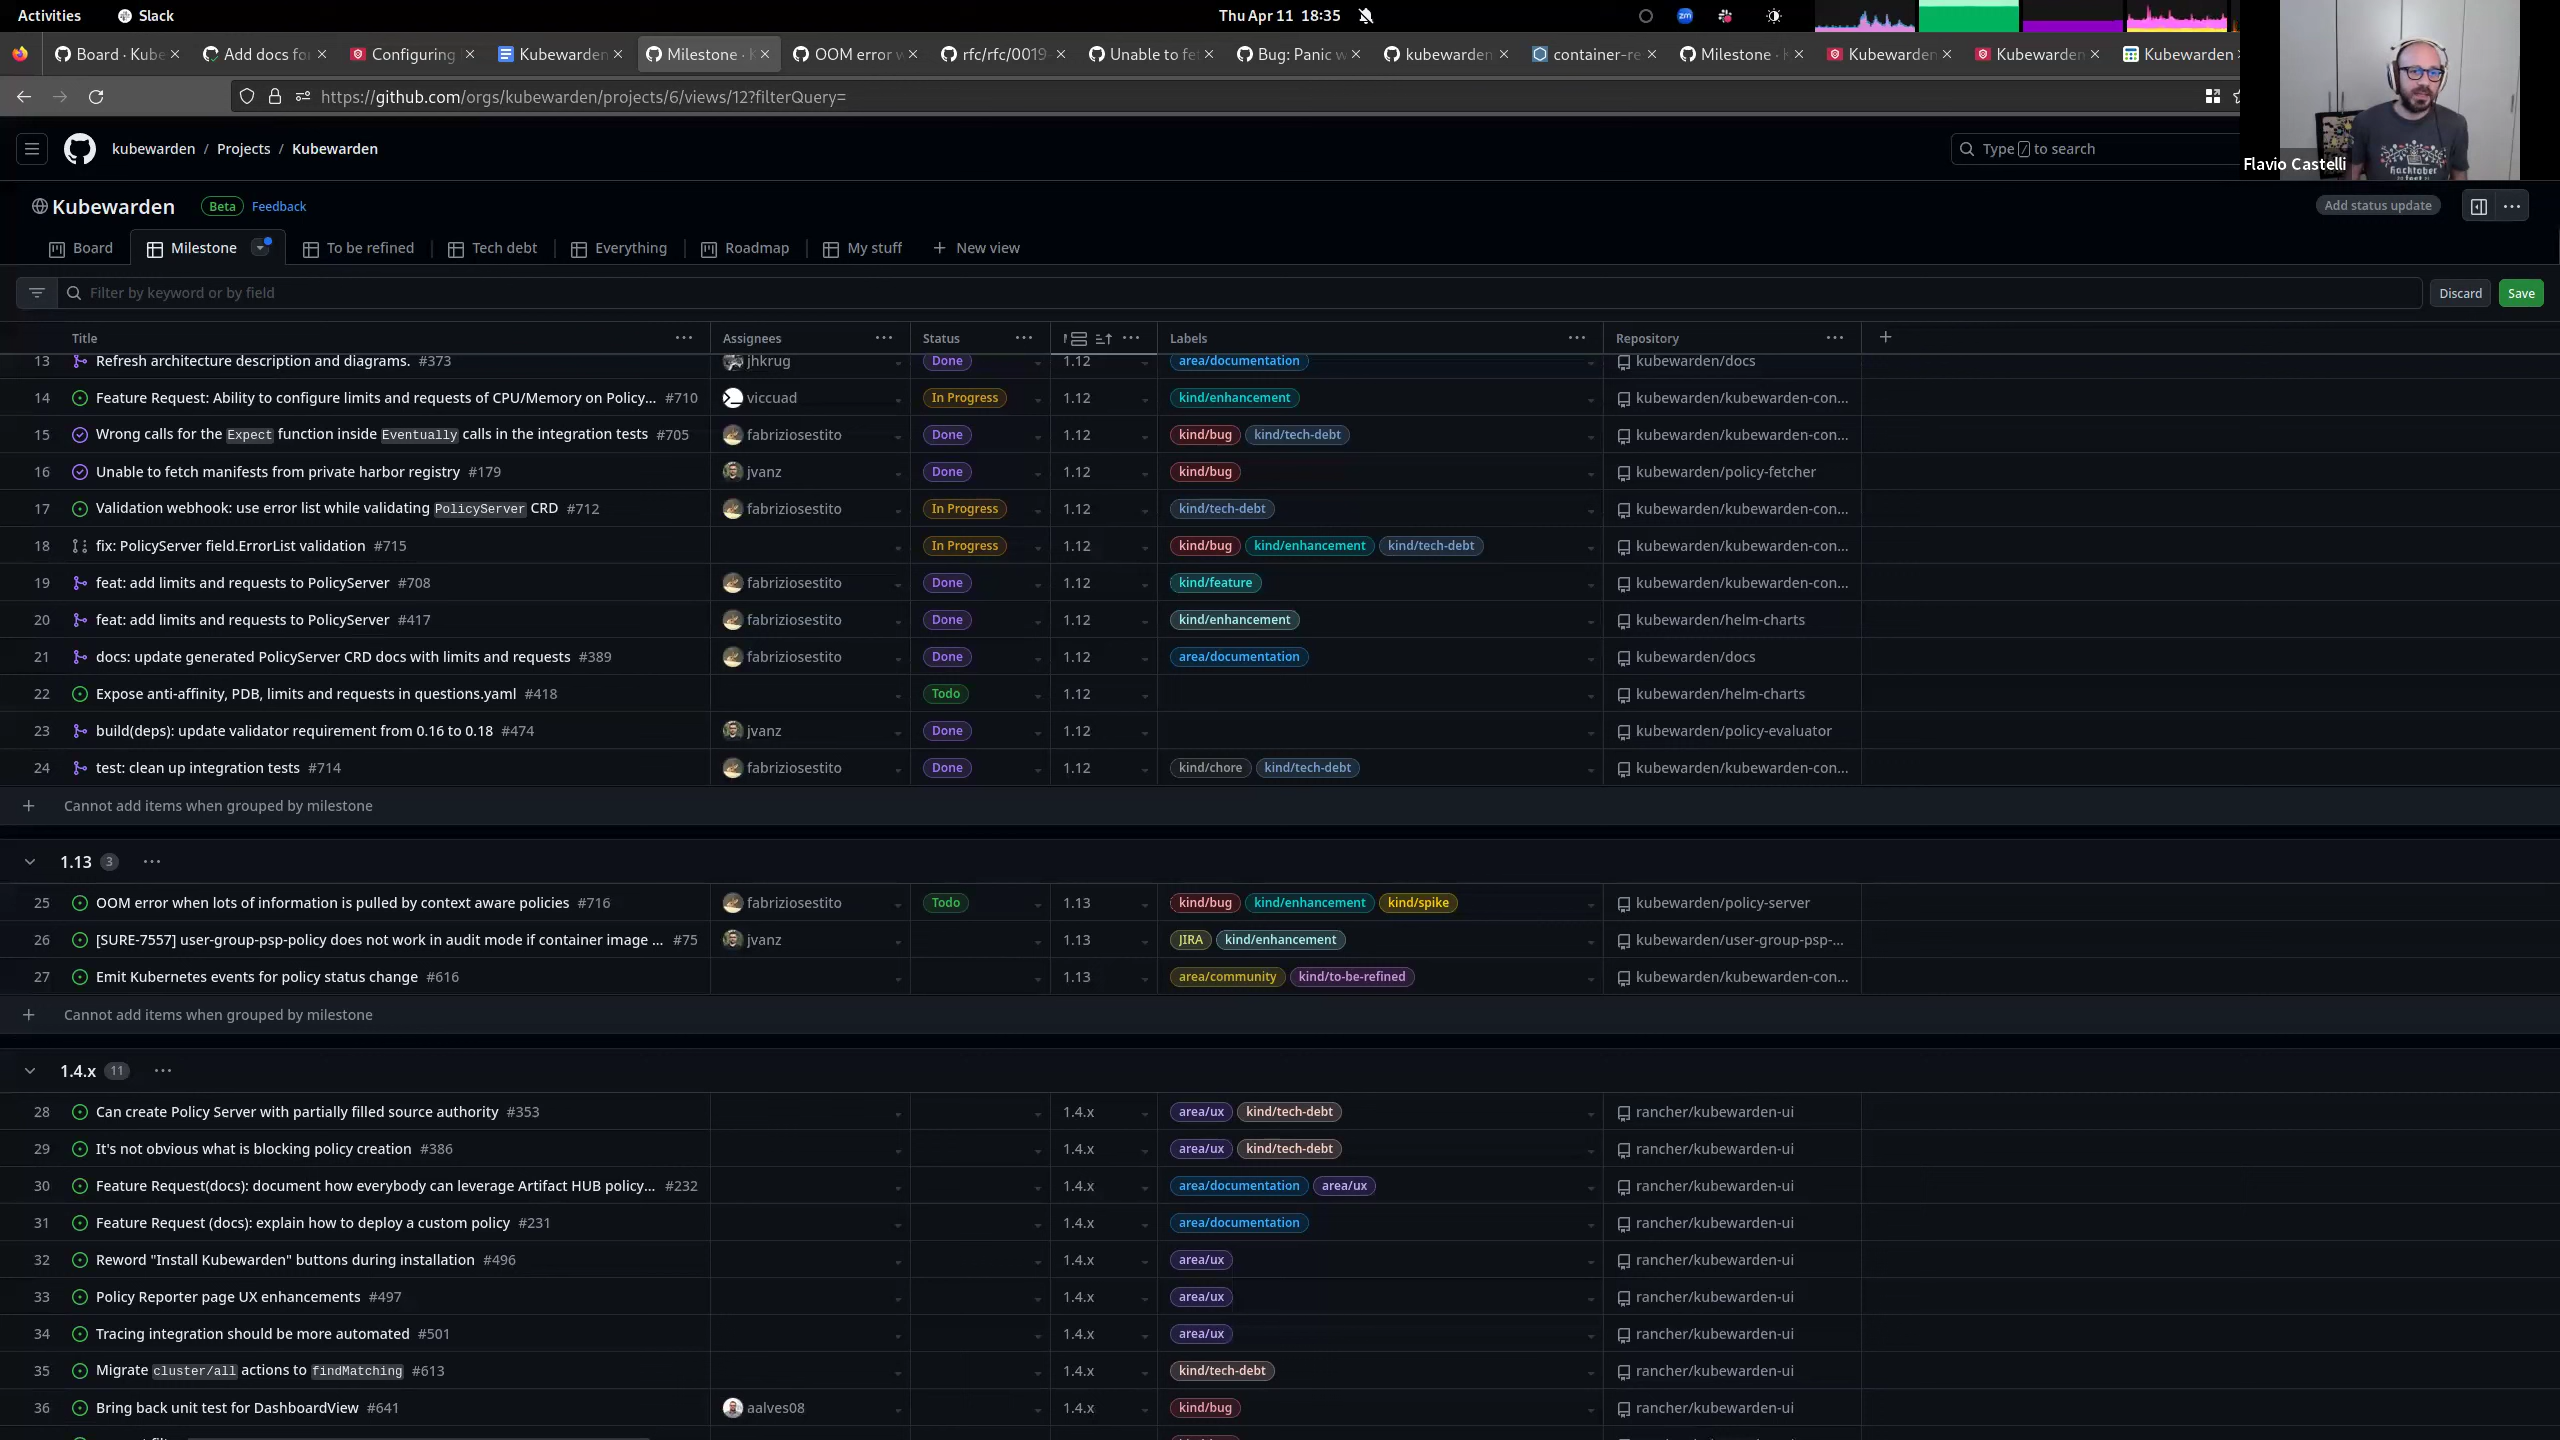 Activities Slack Thu Apr 11 18:35 zm
Board · Kube Add docs fo Configuring Kubewarden Milestone · K OOM error w rfc/rfc/0019- Unable to fe Bug: Panic w kubewarden container-re Milestone · K Kubewarden Kubewarden Kubewarden
https://github.com/orgs/kubewarden/projects/6/views/12?filterQuery=
kubewarden / Projects / Kubewarden Type / to search
Flavio Castelli
Kubewarden Beta Feedback Add status update
Board Milestone To be refined Tech debt Everything Roadmap My stuff New view
Filter by keyword or by field Discard Save
Title Assignees Status Labels Repository
13 Refresh architecture description and diagrams. #373 jhkrug Done 1.12 area/documentation kubewarden/docs
14 Feature Request: Ability to configure limits and requests of CPU/Memory on Policy... #710 viccuad In Progress 1.12 kind/enhancement kubewarden/kubewarden-con...
15 Wrong calls for the Expect function inside Eventually calls in the integration tests #705 fabriziosestito Done 1.12 kind/bug kind/tech-debt kubewarden/kubewarden-con...
16 Unable to fetch manifests from private harbor registry #179 jvanz Done 1.12 kind/bug kubewarden/policy-fetcher
17 Validation webhook: use error list while validating PolicyServer CRD #712 fabriziosestito In Progress 1.12 kind/tech-debt kubewarden/kubewarden-con...
18 fix: PolicyServer field.ErrorList validation #715 In Progress 1.12 kind/bug kind/enhancement kind/tech-debt kubewarden/kubewarden-con...
19 feat: add limits and requests to PolicyServer #708 fabriziosestito Done 1.12 kind/feature kubewarden/kubewarden-con...
20 feat: add limits and requests to PolicyServer #417 fabriziosestito Done 1.12 kind/enhancement kubewarden/helm-charts
21 docs: update generated PolicyServer CRD docs with limits and requests #389 fabriziosestito Done 1.12 area/documentation kubewarden/docs
22 Expose anti-affinity, PDB, limits and requests in questions.yaml #418 Todo 1.12 kubewarden/helm-charts
23 build(deps): update validator requirement from 0.16 to 0.18 #474 jvanz Done 1.12 kubewarden/policy-evaluator
24 test: clean up integration tests #714 fabriziosestito Done 1.12 kind/chore kind/tech-debt kubewarden/kubewarden-con...
Cannot add items when grouped by milestone
1.13 3
25 OOM error when lots of information is pulled by context aware policies #716 fabriziosestito Todo 1.13 kind/bug kind/enhancement kind/spike kubewarden/policy-server
26 [SURE-7557] user-group-psp-policy does not work in audit mode if container image ... #75 jvanz 1.13 JIRA kind/enhancement kubewarden/user-group-psp-...
27 Emit Kubernetes events for policy status change #616 1.13 area/community kind/to-be-refined kubewarden/kubewarden-con...
Cannot add items when grouped by milestone
1.4.x 11
28 Can create Policy Server with partially filled source authority #353 1.4.x area/ux kind/tech-debt rancher/kubewarden-ui
29 It's not obvious what is blocking policy creation #386 1.4.x area/ux kind/tech-debt rancher/kubewarden-ui
30 Feature Request(docs): document how everybody can leverage Artifact HUB policy... #232 1.4.x area/documentation area/ux rancher/kubewarden-ui
31 Feature Request (docs): explain how to deploy a custom policy #231 1.4.x area/documentation rancher/kubewarden-ui
32 Reword "Install Kubewarden" buttons during installation #496 1.4.x area/ux rancher/kubewarden-ui
33 Policy Reporter page UX enhancements #497 1.4.x area/ux rancher/kubewarden-ui
34 Tracing integration should be more automated #501 1.4.x area/ux rancher/kubewarden-ui
35 Migrate cluster/all actions to findMatching #613 1.4.x kind/tech-debt rancher/kubewarden-ui
36 Bring back unit test for DashboardView #641 aalves08 1.4.x kind/bug rancher/kubewarden-ui